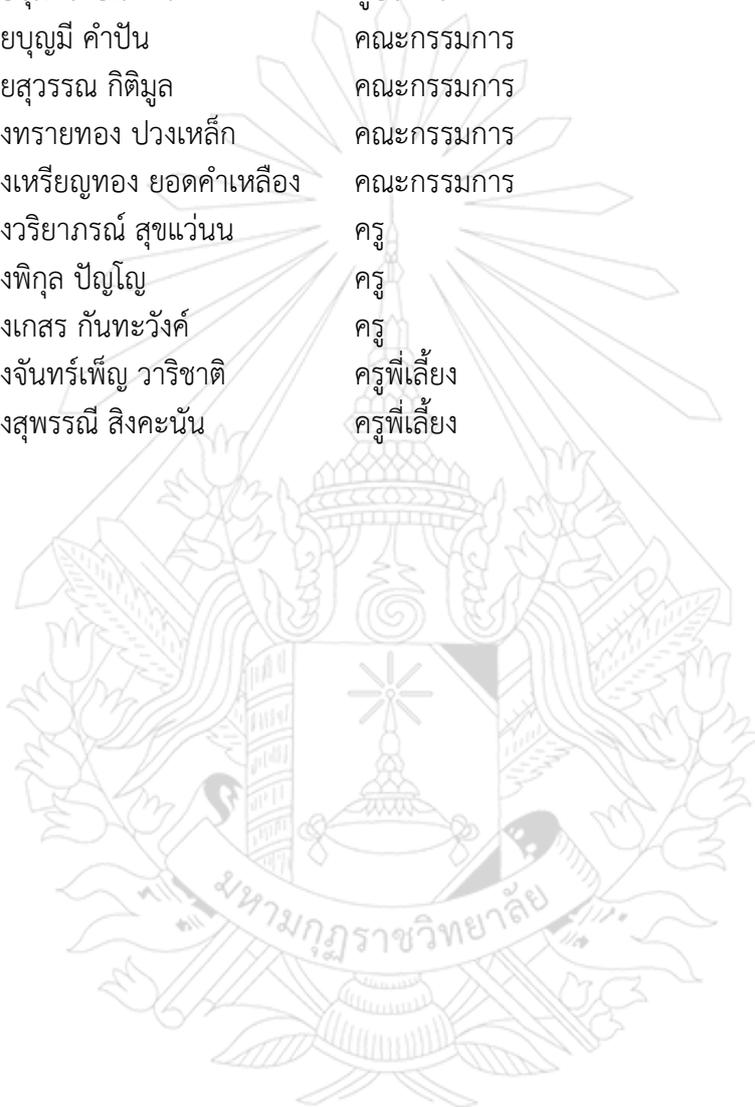 ยบุญมี คำปัน คณะกรรมการ
ยสุวรรณ กิติมูล คณะกรรมการ
งทรายทอง ปวงเหล็ก คณะกรรมการ
งเหรียญทอง ยอดคำเหลือง คณะกรรมการ
งวริยาภรณ์ สุขแว่นน ครู
งพิกุล ปัญโญ ครู
งเกสร กันทะวังค์ ครู
งจันทร์เพ็ญ วาริชาติ ครูพี่เลี้ยง
งสุพรรณี สิงคะนัน ครูพี่เลี้ยง
มหามกุฏราชวิทยาลัย